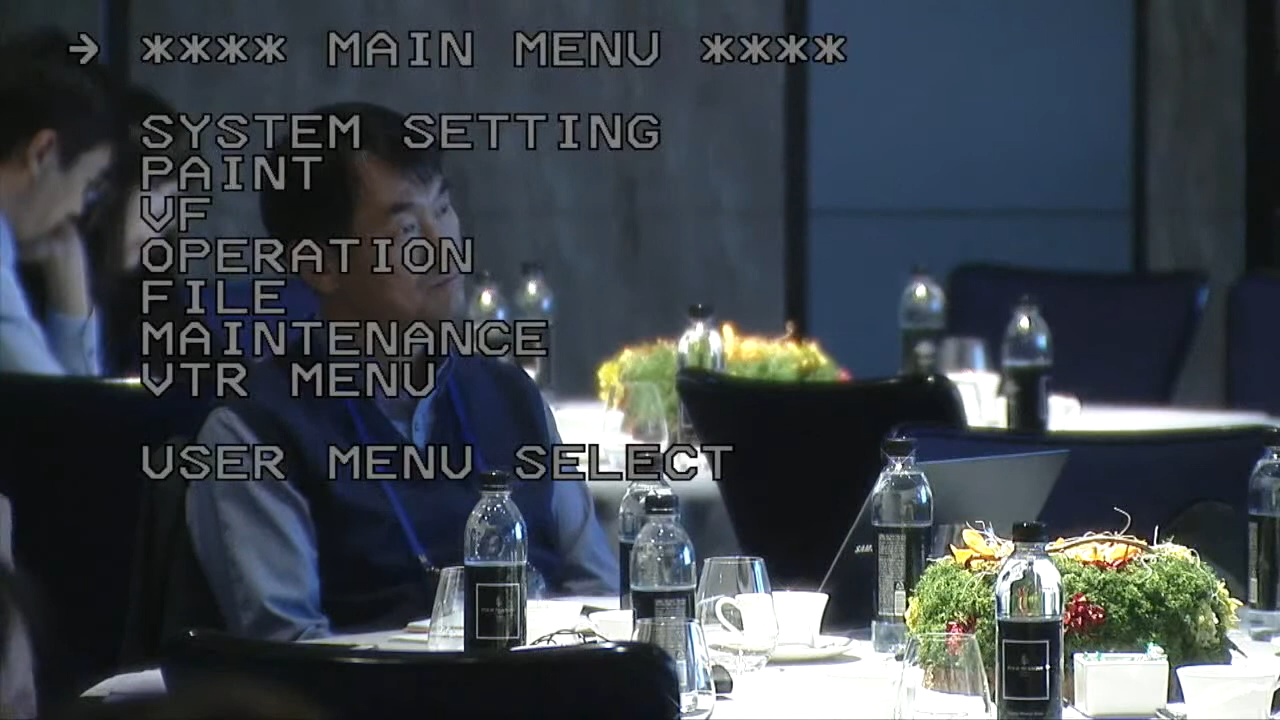 → **** MAIN MENU ****
SYSTEM SETTING
PAINT
VF
OPERATION
FILE
MAINTENANCE
VTR MENU
USER MENU SELECT